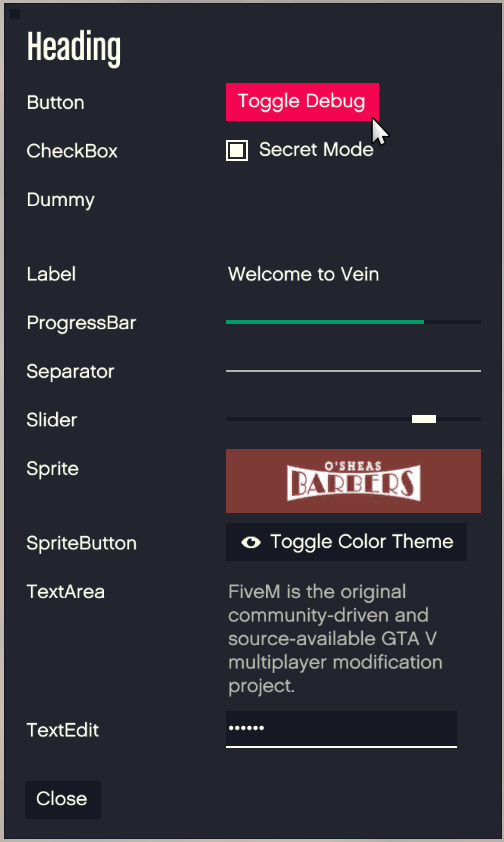 Heading
Button
Toggle Debug
CheckBox
Secret Mode
Dummy
Label
Welcome to Vein
ProgressBar
Separator
Slider
Sprite
O'SHEAS
BARBERS
SpriteButton
Toggle Color Theme
TextArea
FiveM is the original
community-driven and
source-available GTA V
multiplayer modification
project.
TextEdit
••••••
Close